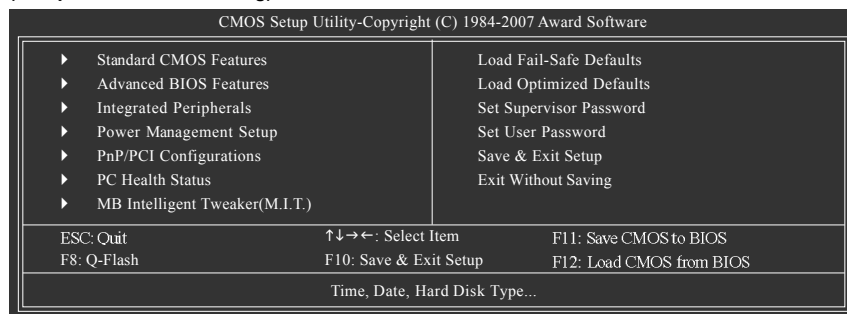 CMOS Setup Utility-Copyright (C) 1984-2007 Award Software
Standard CMOS Features
Advanced BIOS Features
Integrated Peripherals
Power Management Setup
PnP/PCI Configurations
PC Health Status
MB Intelligent Tweaker(M.I.T.)
Load Fail-Safe Defaults
Load Optimized Defaults
Set Supervisor Password
Set User Password
Save & Exit Setup
Exit Without Saving
ESC: Quit
↑↓→←: Select Item
F11: Save CMOS to BIOS
F8: Q-Flash
F10: Save & Exit Setup
F12: Load CMOS from BIOS
Time, Date, Hard Disk Type...